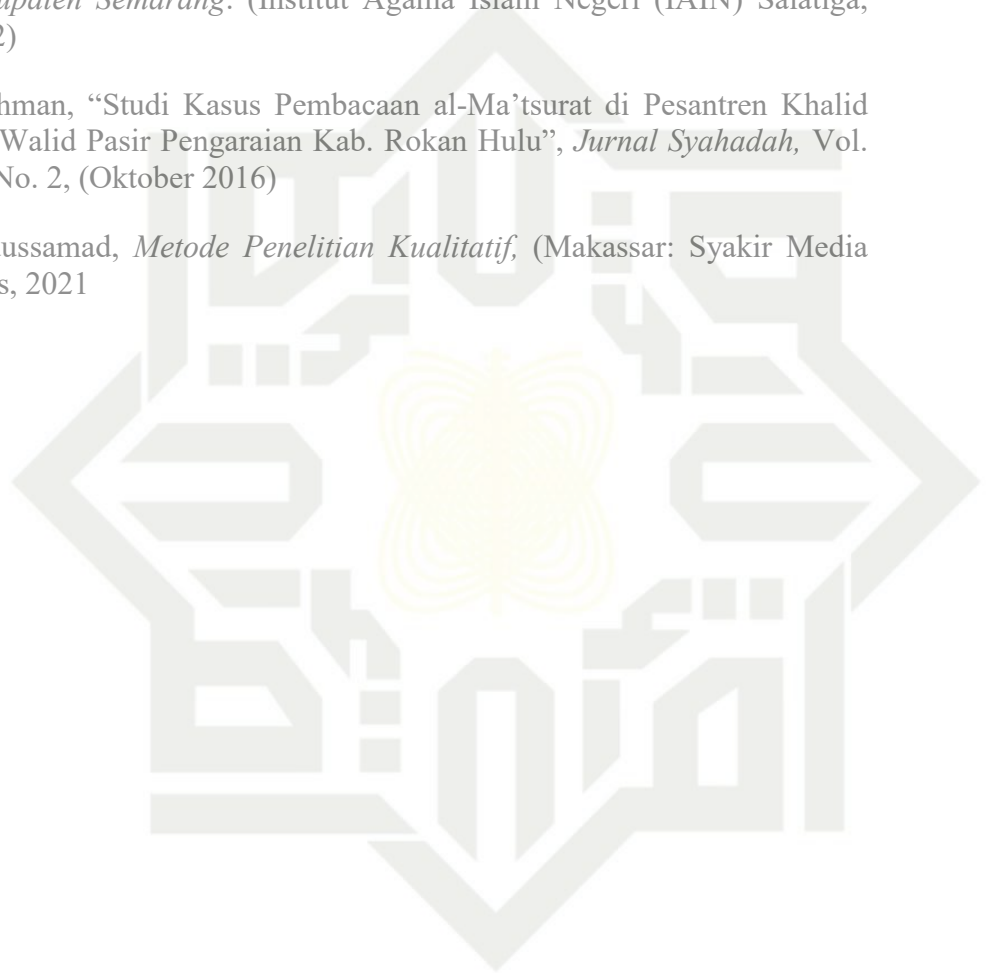 upaten Semarang. (Institut Agama Islam Negeri (IAIN) Salatiga,
2)
hman, “Studi Kasus Pembacaan al-Ma’tsurat di Pesantren Khalid
Walid Pasir Pengaraian Kab. Rokan Hulu”, Jurnal Syahadah, Vol.
No. 2, (Oktober 2016)
ussamad, Metode Penelitian Kualitatif, (Makassar: Syakir Media
s, 2021